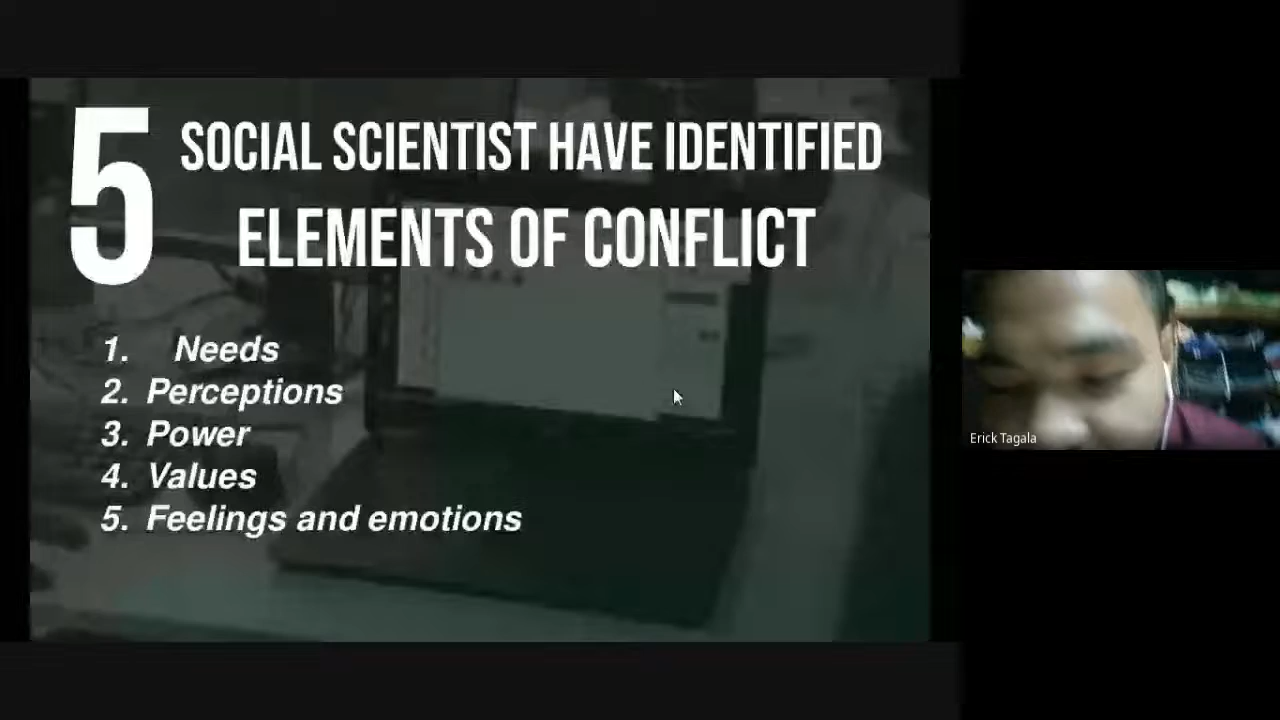 5
SOCIAL SCIENTIST HAVE IDENTIFIED
ELEMENTS OF CONFLICT
1. Needs
2. Perceptions
3. Power
4. Values
5. Feelings and emotions
Erick Tagala